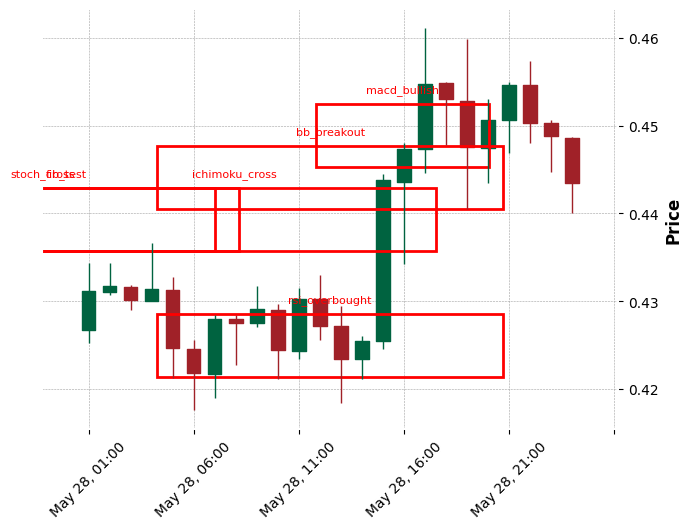 0.46
macd_bullish
0.45
bb_breakout
ichimoku_cross
0.44
Price
0.43
0.42
May 28, 01:00
May 28, 06:00
May 28, 11:00
May 28, 16:00
May 28, 21:00